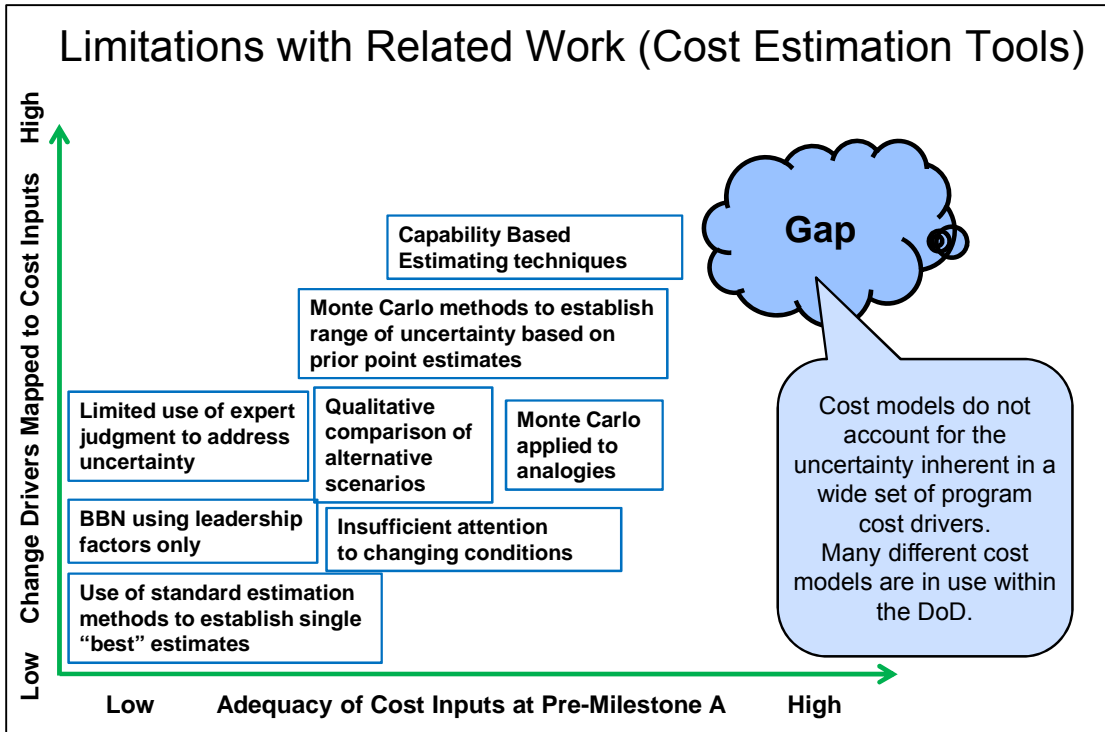 Limitations with Related Work (Cost Estimation Tools)
Low Change Drivers Mapped to Cost Inputs High
Gap
Capability Based
Estimating techniques
Monte Carlo methods to establish
range of uncertainty based on
prior point estimates
Limited use of expert
judgment to address
uncertainty
Qualitative
comparison of
alternative
scenarios
Monte Carlo
applied to
analogies
BBN using leadership
factors only
Insufficient attention
to changing conditions
Use of standard estimation
methods to establish single
“best” estimates
Cost models do not
account for the
uncertainty inherent in a
wide set of program
cost drivers.
Many different cost
models are in use within
the DoD.
Low Adequacy of Cost Inputs at Pre-Milestone A High